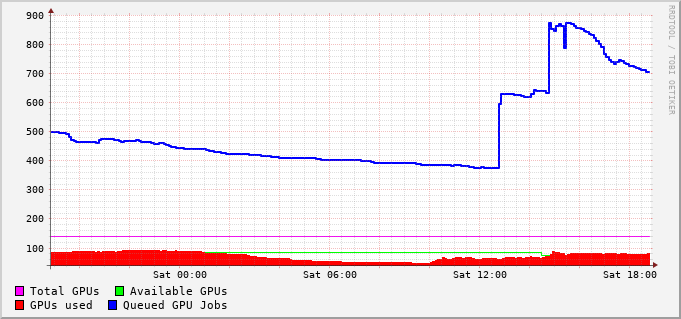 900
800
700
600
500
400
300
200
100
Sat 00:00 Sat 06:00 Sat 12:00 Sat 18:00
Total GPUs Available GPUs
GPUs used Queued GPU Jobs
RRDTOOL / TOBI OETIKER